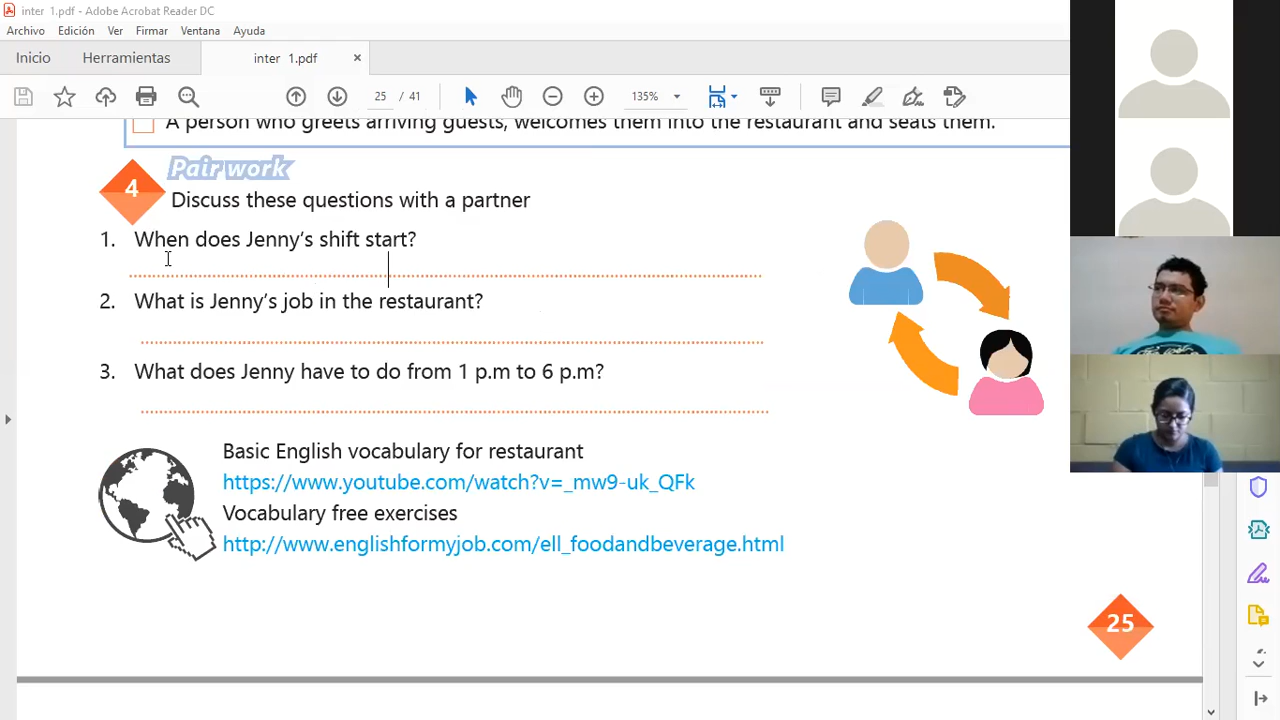 inter 1.pdf - Adobe Acrobat Reader DC
Archivo Edición Ver Firmar Ventana Ayuda
Inicio Herramientas inter 1.pdf ×
25 / 41 135%
A person who greets arriving guests, welcomes them into the restaurant and seats them.
4 Pair work
Discuss these questions with a partner
1. When does Jenny's shift start?
2. What is Jenny's job in the restaurant?
3. What does Jenny have to do from 1 p.m to 6 p.m?
Basic English vocabulary for restaurant
https://www.youtube.com/watch?v=_mw9-uk_QFk
Vocabulary free exercises
http://www.englishformyjob.com/ell_foodandbeverage.html
25